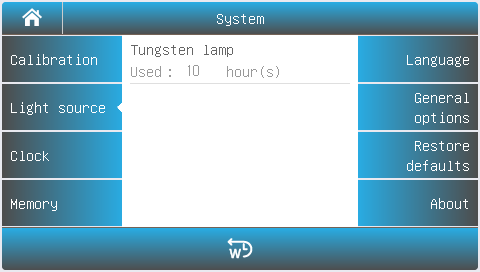 System
Calibration
Light source
Clock
Memory
Tungsten lamp
Used : 10 hour(s)
Language
General
options
Restore
defaults
About
W